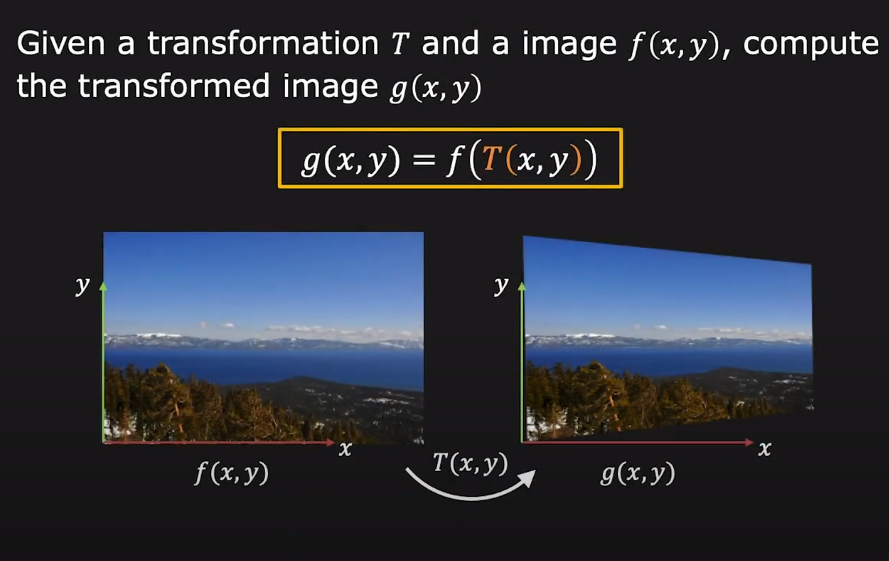 Given a transformation T and a image f(x,y), compute
the transformed image g(x,y)
g(x,y) = f(T(x,y))
y
x
f(x,y)
T(x,y)
y
x
g(x,y)